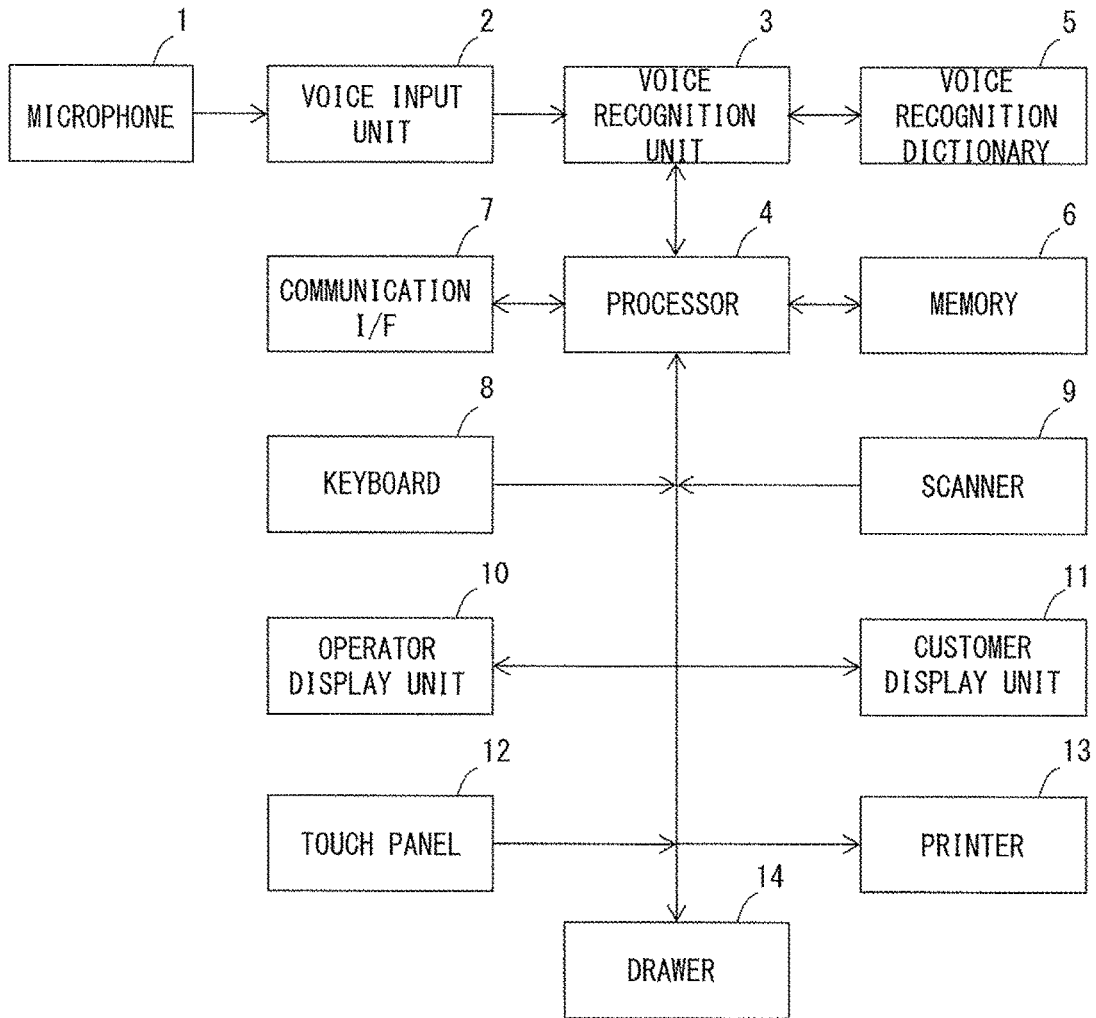 1
MICROPHONE
2
VOICE INPUT
UNIT
3
VOICE
RECOGNITION
UNIT
5
VOICE
RECOGNITION
DICTIONARY
7
COMMUNICATION
I/F
4
PROCESSOR
6
MEMORY
8
KEYBOARD
9
SCANNER
10
OPERATOR
DISPLAY UNIT
11
CUSTOMER
DISPLAY UNIT
12
TOUCH PANEL
13
PRINTER
14
DRAWER